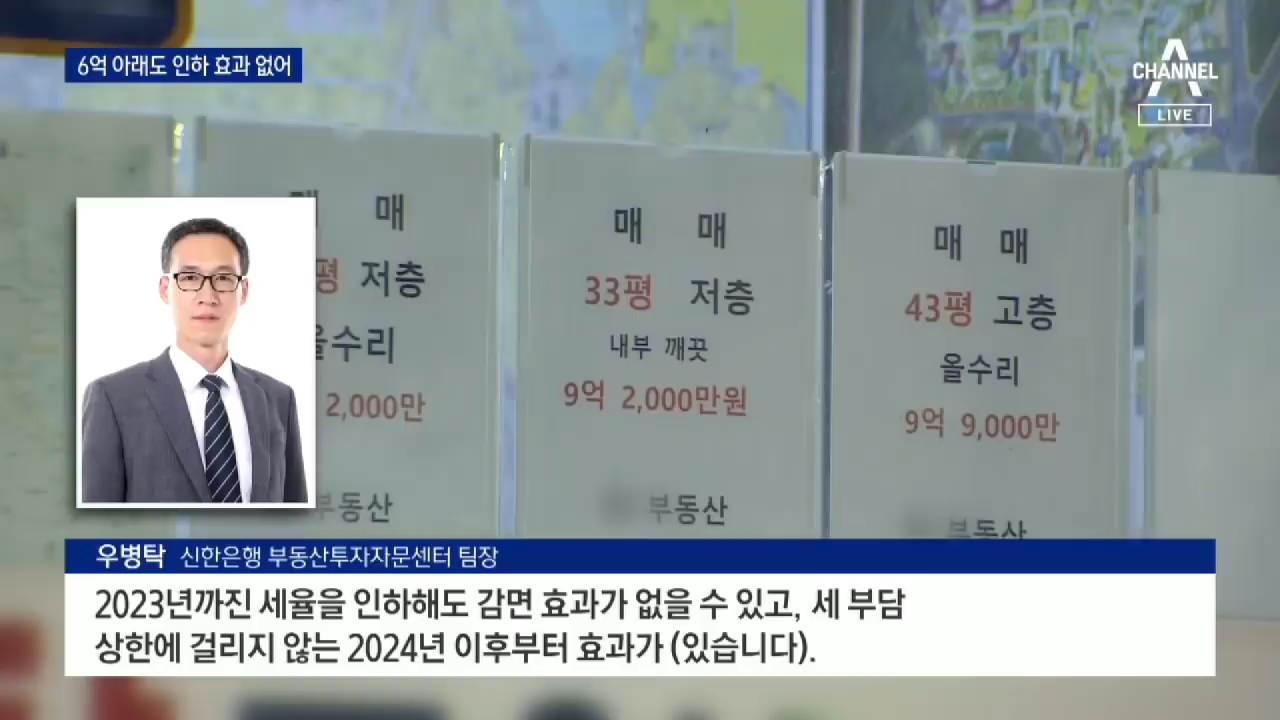 6억 아래도 인하 효과 없어
CHANNEL A
LIVE
매
평 저층
올수리
2,000만
부동산
매 매
33평 저층
내부 깨끗
9억 2,000만원
부동산
매 매
43평 고층
올수리
9억 9,000만
부동산
우병탁 신한은행 부동산투자자문센터 팀장
2023년까진 세율을 인하해도 감면 효과가 없을 수 있고, 세 부담
상한에 걸리지 않는 2024년 이후부터 효과가 (있습니다).